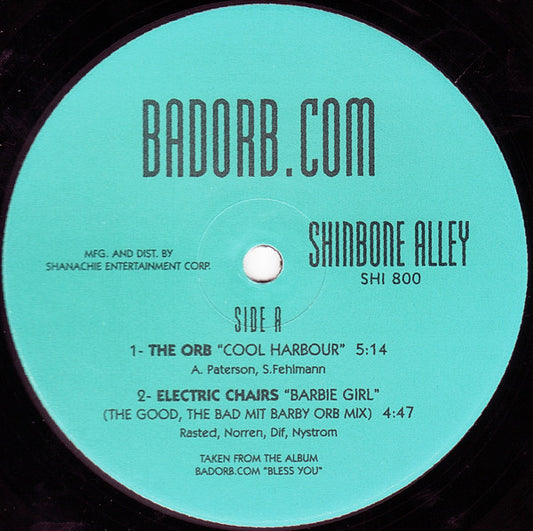 BADORB.COM
SHINBONE ALLEY
SHI 800
MFG. AND DIST. BY
SHANACHIE ENTERTAINMENT CORP.
SIDE A
1- THE ORB "COOL HARBOUR" 5:14
A. Paterson, S.Fehlmann
2- ELECTRIC CHAIRS "BARBIE GIRL"
(THE GOOD, THE BAD MIT BARBY ORB MIX) 4:47
Rasted, Norren, Dif, Nystrom
TAKEN FROM THE ALBUM
BADORB.COM "BLESS YOU"